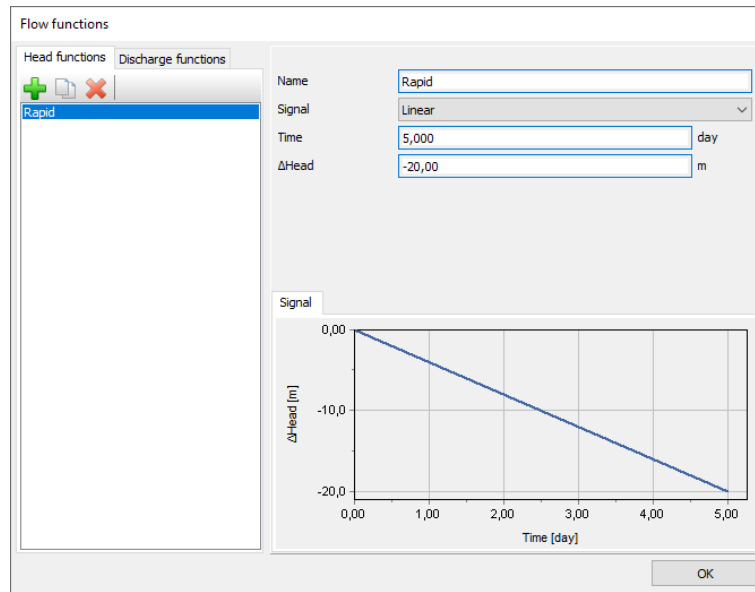 Flow functions
Head functions Discharge functions
Rapid
Name Rapid
Signal Linear
Time 5,000 day
ΔHead -20,00 m
Signal
0,00
-10,0
-20,0
ΔHead [m]
0,00 1,00 2,00 3,00 4,00 5,00
Time [day]
OK